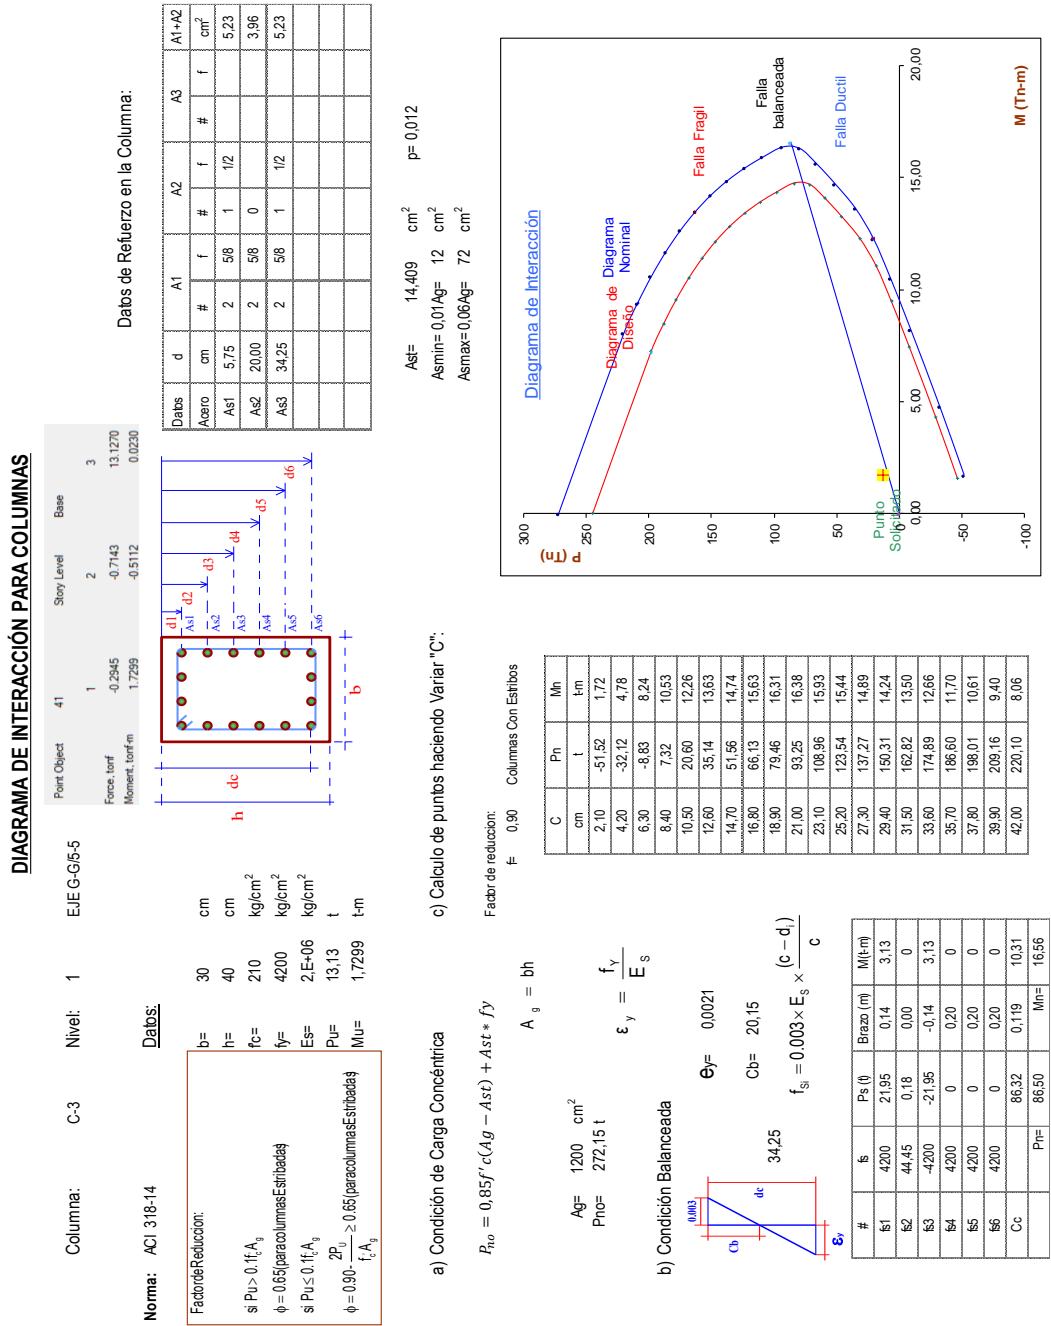 DIAGRAMA DE INTERACCIÓN PARA COLUMNAS
Columna: C-3 Nivel: 1 EJE G-G/5-5
Norma: ACI 318-14
FactordeReduccion:
si Pu > 0.1f'cAg
ϕ = 0.65(paracolumnasEstribadas)
si Pu ≤ 0.1f'cAg
ϕ = 0.90 - 2PU / f'cAg ≥ 0.65(paracolumnasEstribadas)
Datos:
b= 30 cm
h= 40 cm
f'c= 210 kg/cm²
fy= 4200 kg/cm²
Es= 2,E+06 kg/cm²
Pu= 13,13 t
Mu= 1,7299 t-m
Point Object 41 Story Level Base
1 2 3
Force, tonf -0.2945 -0.7143 13.1270
Moment, tonf-m 1.7299 -0.5112 0.0230
h
dc
b
d1
d2
d3
d4
d5
d6
As1
As2
As3
As4
As5
As6
Datos de Refuerzo en la Columna:
Datos d A1 A2 A3 A1+A2
Acero cm # f # f # f cm²
As1 5,75 2 5/8 1 1/2 5,23
As2 20,00 2 5/8 0 3,96
As3 34,25 2 5/8 1 1/2 5,23
Ast= 14,409 cm² p= 0,012
Asmin= 0,01Ag= 12 cm²
Asmax= 0,06Ag= 72 cm²
a) Condición de Carga Concéntrica
Pno = 0,85f'c(Ag − Ast) + Ast * fy
Ag= 1200 cm²
Pno= 272,15 t
A g = bh
b) Condición Balanceada
ε y = f Y / E S
0.003
Cb
dc
εy
34,25
ey= 0,0021
Cb= 20,15
f Si = 0.003 × E S × (c − d i) / c
# fs Ps (t) Brazo (m) M(t-m)
fs1 4200 21,95 0,14 3,13
fs2 44,45 0,18 0,00 0
fs3 -4200 -21,95 -0,14 3,13
fs4 4200 0 0,20 0
fs5 4200 0 0,20 0
fs6 4200 0 0,20 0
Cc 86,32 0,119 10,31
Pn= 86,50 Mn= 16,56
c) Calculo de puntos haciendo Variar "C":
Factor de reduccion:
f= 0,90 Columnas Con Estribos
C Pn Mn
cm t t-m
2,10 -51,52 1,72
4,20 -32,12 4,78
6,30 -8,83 8,24
8,40 7,32 10,53
10,50 20,60 12,26
12,60 35,14 13,63
14,70 51,56 14,74
16,80 66,13 15,63
18,90 79,46 16,31
21,00 93,25 16,38
23,10 108,96 15,93
25,20 123,54 15,44
27,30 137,27 14,89
29,40 150,31 14,24
31,50 162,82 13,50
33,60 174,89 12,66
35,70 186,60 11,70
37,80 198,01 10,61
39,90 209,16 9,40
42,00 220,10 8,06
Diagrama de Interacción
P (Tn)
300
250
200
150
100
50
0
-50
-100
0,00
5,00
10,00
15,00
20,00
M (Tn-m)
Diagrama de Diseño
Diagrama Nominal
Falla Fragil
Falla balanceada
Falla Ductil
Punto Solicitado